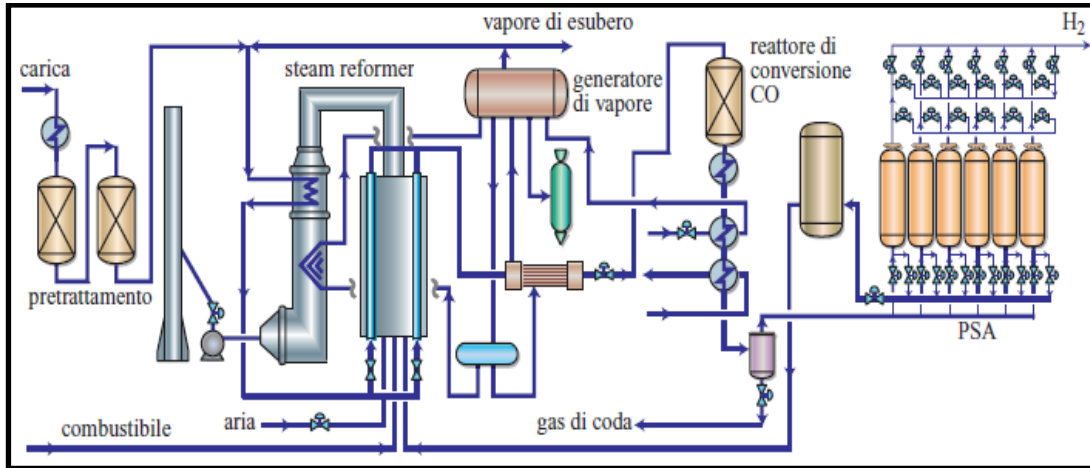 vapore di esubero
H2
carica
steam reformer
reattore di
conversione
CO
generatore
di vapore
pretrattamento
PSA
aria
gas di coda
combustibile